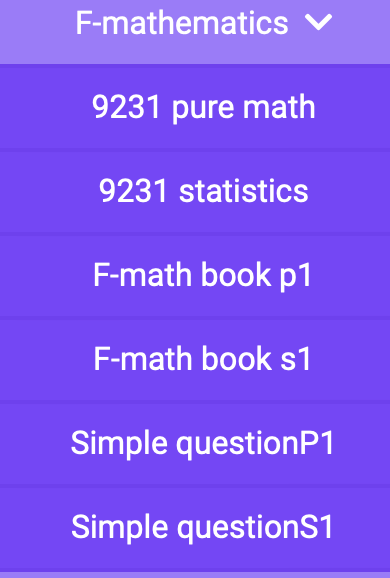 F-mathematics
9231 pure math
9231 statistics
F-math book p1
F-math book s1
Simple questionP1
Simple questionS1